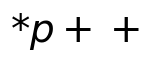 *p + +